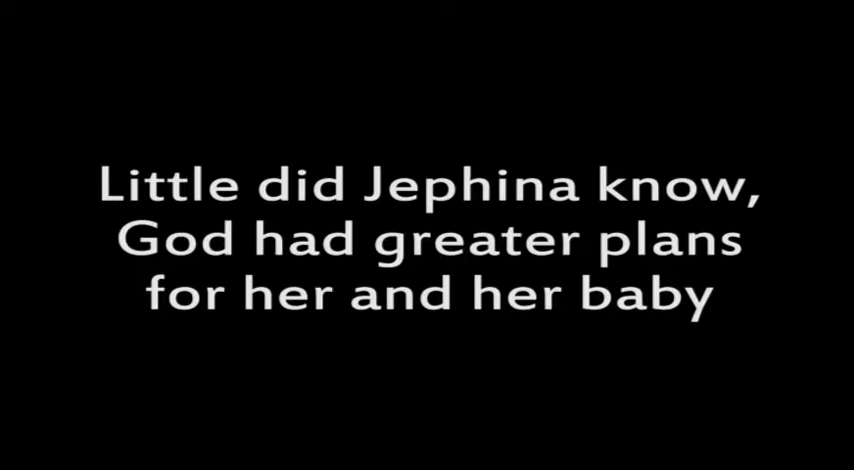 Little did Jephina know,
God had greater plans
for her and her baby